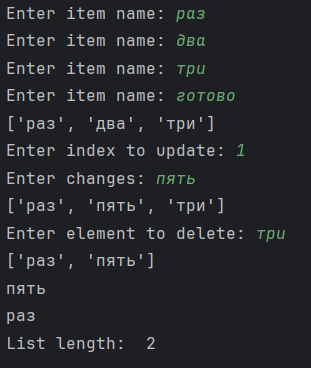 Enter item name: раз
Enter item name: два
Enter item name: три
Enter item name: готово
['раз', 'два', 'три']
Enter index to update: 1
Enter changes: пять
['раз', 'пять', 'три']
Enter element to delete: три
['раз', 'пять']
пять
раз
List length:  2